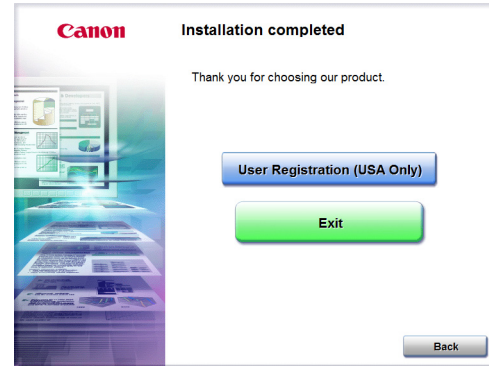 Canon
Installation completed
Thank you for choosing our product.
User Registration (USA Only)
Exit
Back